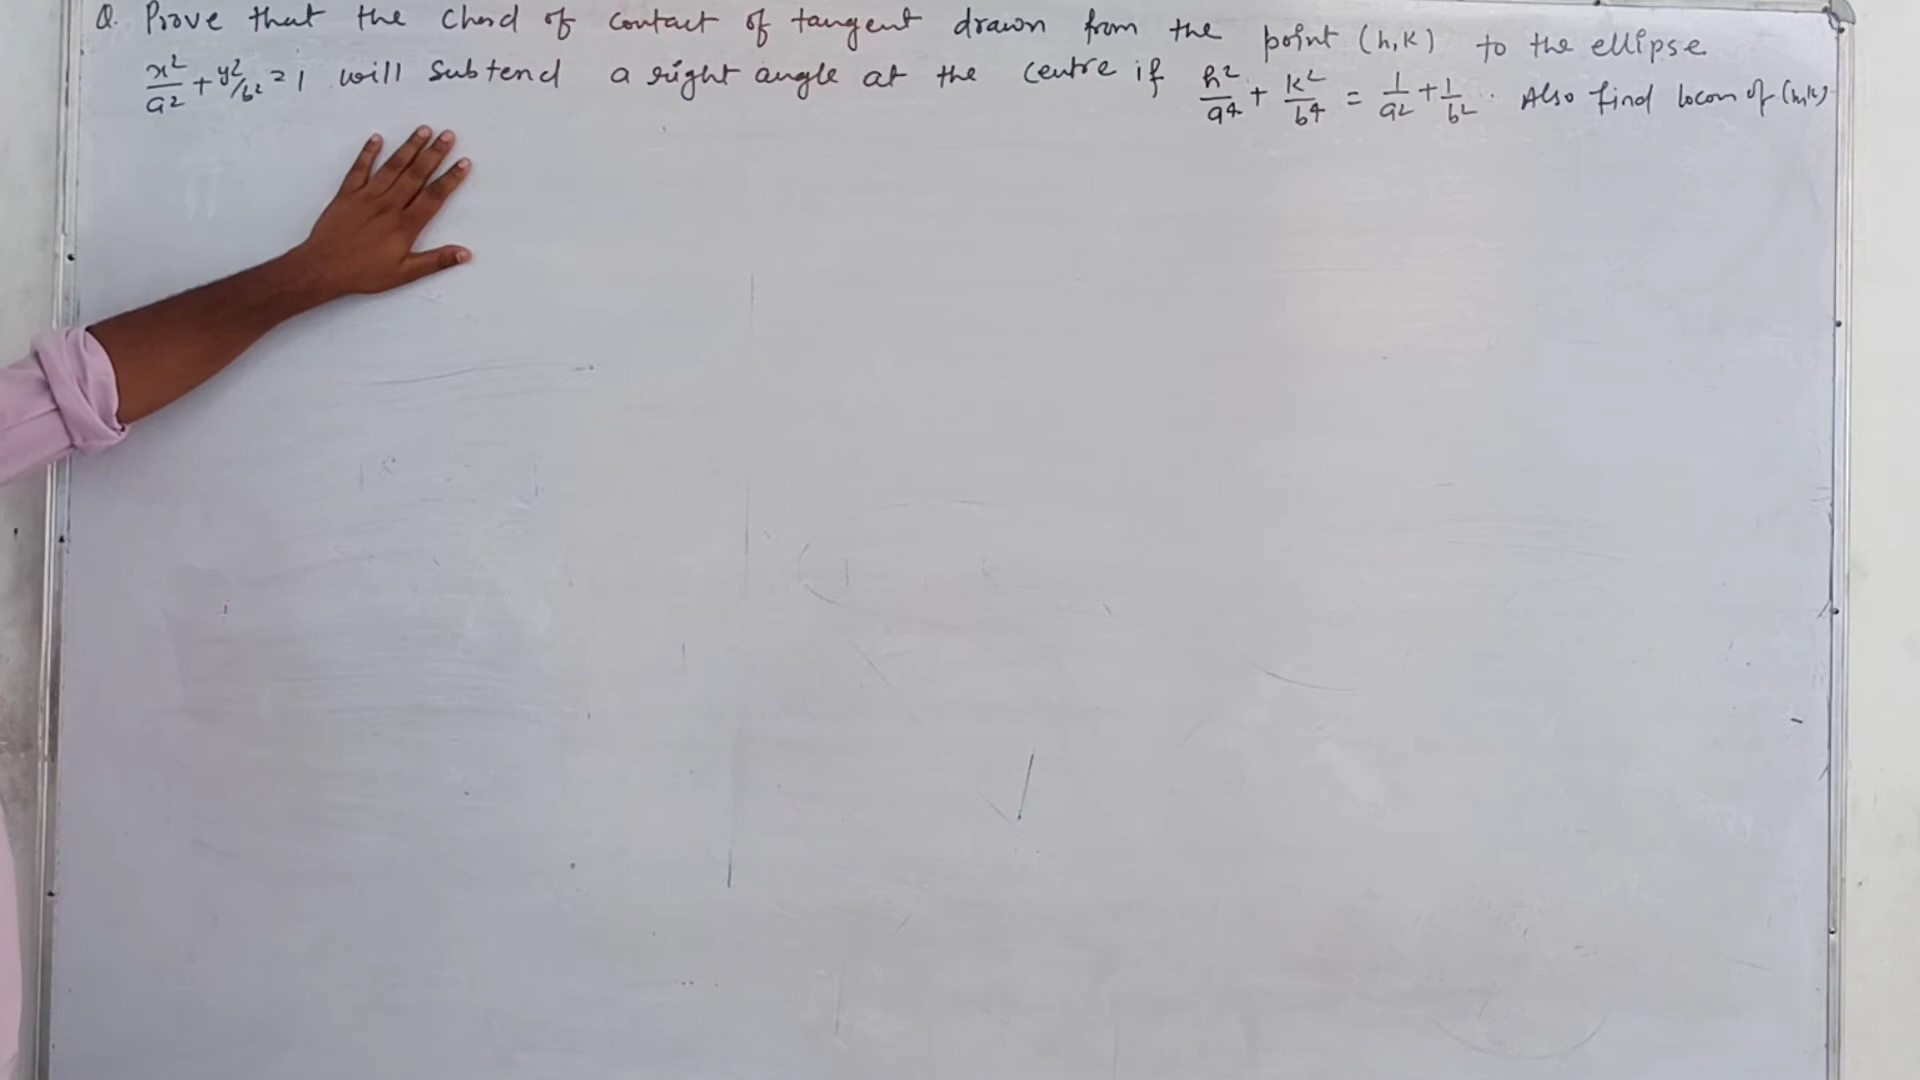 Q. Prove that the chord of contact of tangent drawn from the point (h,k) to the ellipse
x²/a² + y²/b² = 1 will subtend a right angle at the centre if h²/a⁴ + k²/b⁴ = 1/a² + 1/b². Also find locon of (h,k)